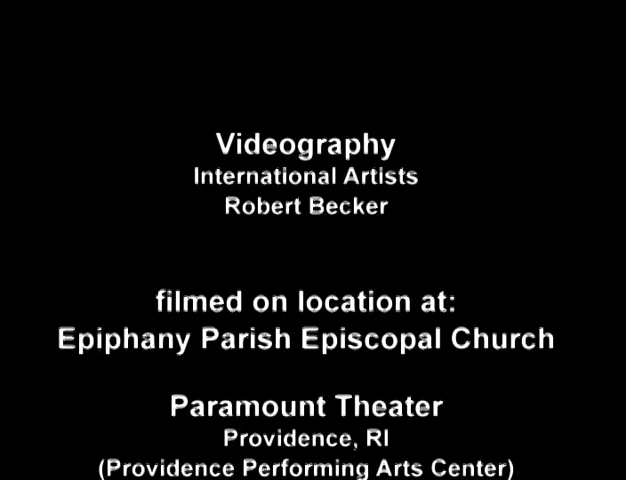 Videography
International Artists
Robert Becker
filmed on location at:
Epiphany Parish Episcopal Church
Paramount Theater
Providence, RI
(Providence Performing Arts Center)